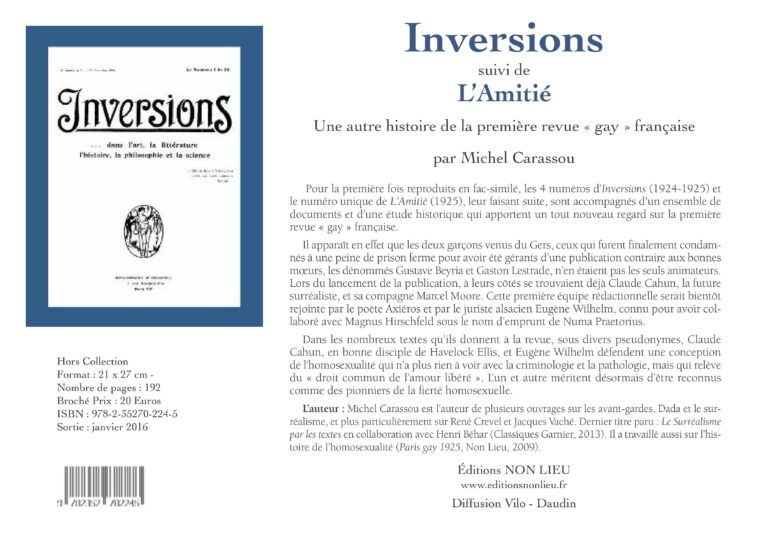 Le Numéro 1 fr. 25
Inversions
... dans l'art, la littérature
l'histoire, la philosophie et la science
Hors Collection
Format : 21 x 27 cm -
Nombre de pages : 192
Broché Prix : 20 Euros
ISBN : 978-2-35270-224-5
Sortie : janvier 2016
Inversions
suivi de
L'Amitié
Une autre histoire de la première revue « gay » française
par Michel Carassou
Pour la première fois reproduits en fac-similé, les 4 numéros d'Inversions (1924-1925) et
le numéro unique de L'Amitié (1925), leur faisant suite, sont accompagnés d'un ensemble de
documents et d'une étude historique qui apportent un tout nouveau regard sur la première
revue « gay » française.
Il apparaît en effet que les deux garçons venus du Gers, ceux qui furent finalement condam-
nés à une peine de prison ferme pour avoir été gérants d'une publication contraire aux bonnes
mœurs, les dénommés Gustave Beyria et Gaston Lestrade, n'en étaient pas les seuls animateurs.
Lors du lancement de la publication, à leurs côtés se trouvaient déjà Claude Cahun, la future
surréaliste, et sa compagne Marcel Moore. Cette première équipe rédactionnelle serait bientôt
rejointe par le poète Axiéros et par le juriste alsacien Eugène Wilhelm, connu pour avoir col-
laboré avec Magnus Hirschfeld sous le nom d'emprunt de Numa Praetorius.
Dans les nombreux textes qu'ils donnent à la revue, sous divers pseudonymes, Claude
Cahun, en bonne disciple de Havelock Ellis, et Eugène Wilhelm défendent une conception
de l'homosexualité qui n'a plus rien à voir avec la criminologie et la pathologie, mais qui relève
du « droit commun de l'amour libéré ». L'un et autre méritent désormais d'être reconnus
comme des pionniers de la fierté homosexuelle.
L'auteur : Michel Carassou est l'auteur de plusieurs ouvrages sur les avant-gardes, Dada et le sur-
réalisme, et plus particulièrement sur René Crevel et Jacques Vaché. Dernier titre paru : Le Surréalisme
par les textes en collaboration avec Henri Béhar (Classiques Garnier, 2013). Il a travaillé aussi sur l'his-
toire de l'homosexualité (Paris gay 1925, Non Lieu, 2009).
Éditions NON LIEU
www.editionsnonlieu.fr
Diffusion Vilo - Daudin